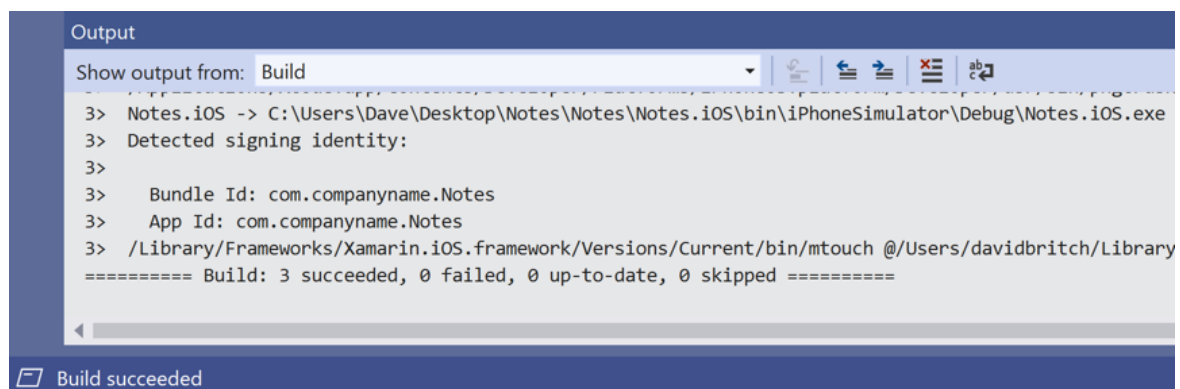 Output
Show output from: Build
3> Notes.iOS -> C:\Users\Dave\Desktop\Notes\Notes\Notes.iOS\bin\iPhoneSimulator\Debug\Notes.iOS.exe
3> Detected signing identity:
3>
3> Bundle Id: com.companyname.Notes
3> App Id: com.companyname.Notes
3> /Library/Frameworks/Xamarin.iOS.framework/Versions/Current/bin/mtouch @/Users/davidbritch/Library
========== Build: 3 succeeded, 0 failed, 0 up-to-date, 0 skipped ==========
Build succeeded